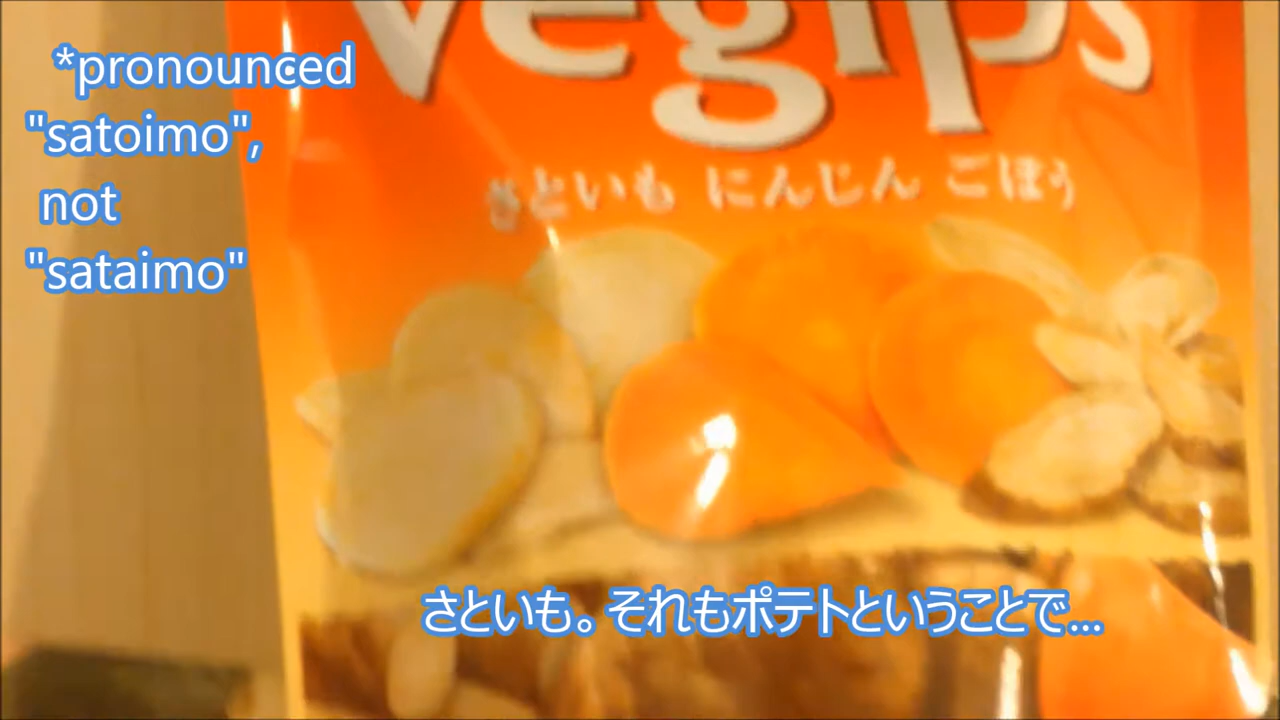 *pronounced
"satoimo",
not
"sataimo"
vegips
さといも にんじん ごぼう
さといも。それもポテトということで...